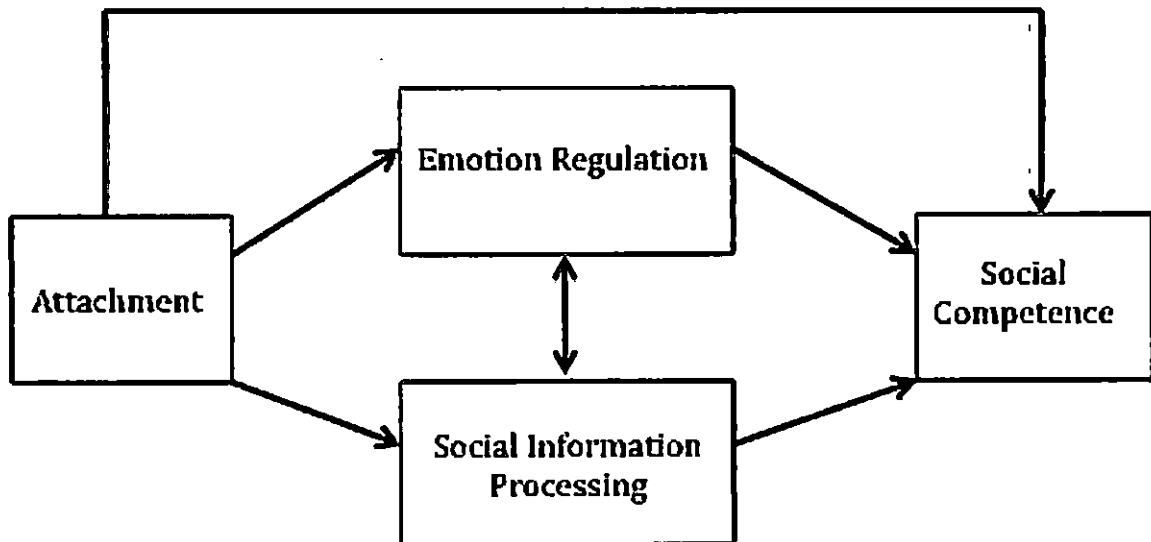 Emotion Regulation
Attachment
Social
Competence
Social Information
Processing